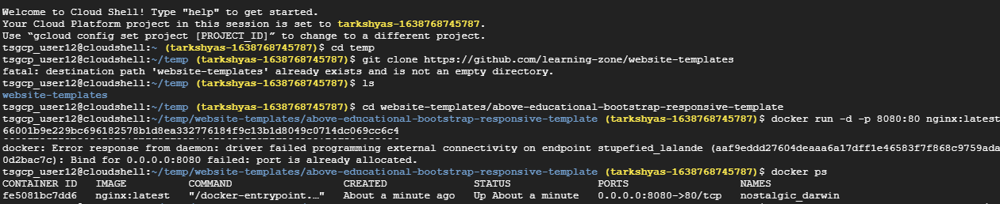 Welcome to Cloud Shell! Type "help" to get started.
Your Cloud Platform project in this session is set to tarkshyas-1638768745787.
Use “gcloud config set project [PROJECT_ID]” to change to a different project.
tsgcp_user12@cloudshell:~ (tarkshyas-1638768745787)$ cd temp
tsgcp_user12@cloudshell:~/temp (tarkshyas-1638768745787)$ git clone https://github.com/learning-zone/website-templates
fatal: destination path 'website-templates' already exists and is not an empty directory.
tsgcp_user12@cloudshell:~/temp (tarkshyas-1638768745787)$ ls
website-templates
tsgcp_user12@cloudshell:~/temp (tarkshyas-1638768745787)$ cd website-templates/above-educational-bootstrap-responsive-template
tsgcp_user12@cloudshell:~/temp/website-templates/above-educational-bootstrap-responsive-template (tarkshyas-1638768745787)$ docker run -d -p 8080:80 nginx:latest
66001b9e229bc696182578b1d8ea332776184f9c13b1d8049c0714dc069cc6c4
docker: Error response from daemon: driver failed programming external connectivity on endpoint stupefied_lalande (aaf9eddd27604deaaa6a17dff1e46583f7f868c9759ada
0d2bac7c): Bind for 0.0.0.0:8080 failed: port is already allocated.
tsgcp_user12@cloudshell:~/temp/website-templates/above-educational-bootstrap-responsive-template (tarkshyas-1638768745787)$ docker ps
CONTAINER ID IMAGE COMMAND CREATED STATUS PORTS NAMES
fe5081bc7dd6 nginx:latest "/docker-entrypoint.…" About a minute ago Up About a minute 0.0.0.0:8080->80/tcp nostalgic_darwin